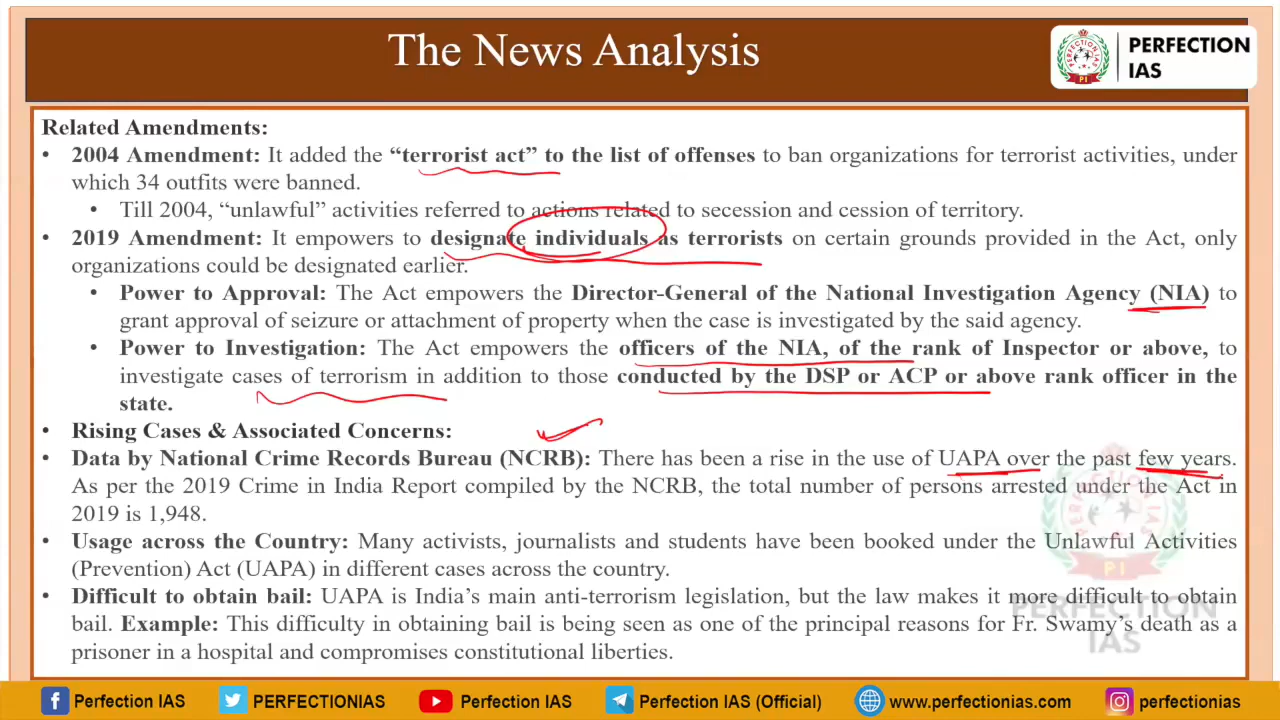 The News Analysis
PERFECTION
IAS
Related Amendments:
• 2004 Amendment: It added the “terrorist act” to the list of offenses to ban organizations for terrorist activities, under
which 34 outfits were banned.
• Till 2004, “unlawful” activities referred to actions related to secession and cession of territory.
• 2019 Amendment: It empowers to designate individuals as terrorists on certain grounds provided in the Act, only
organizations could be designated earlier.
• Power to Approval: The Act empowers the Director-General of the National Investigation Agency (NIA) to
grant approval of seizure or attachment of property when the case is investigated by the said agency.
• Power to Investigation: The Act empowers the officers of the NIA, of the rank of Inspector or above, to
investigate cases of terrorism in addition to those conducted by the DSP or ACP or above rank officer in the
state.
• Rising Cases & Associated Concerns:
• Data by National Crime Records Bureau (NCRB): There has been a rise in the use of UAPA over the past few years.
As per the 2019 Crime in India Report compiled by the NCRB, the total number of persons arrested under the Act in
2019 is 1,948.
• Usage across the Country: Many activists, journalists and students have been booked under the Unlawful Activities
(Prevention) Act (UAPA) in different cases across the country.
• Difficult to obtain bail: UAPA is India’s main anti-terrorism legislation, but the law makes it more difficult to obtain
bail. Example: This difficulty in obtaining bail is being seen as one of the principal reasons for Fr. Swamy’s death as a
prisoner in a hospital and compromises constitutional liberties.
PERFECTION
IAS
Perfection IAS
PERFECTIONIAS
Perfection IAS
Perfection IAS (Official)
www.perfectionias.com
perfectionias